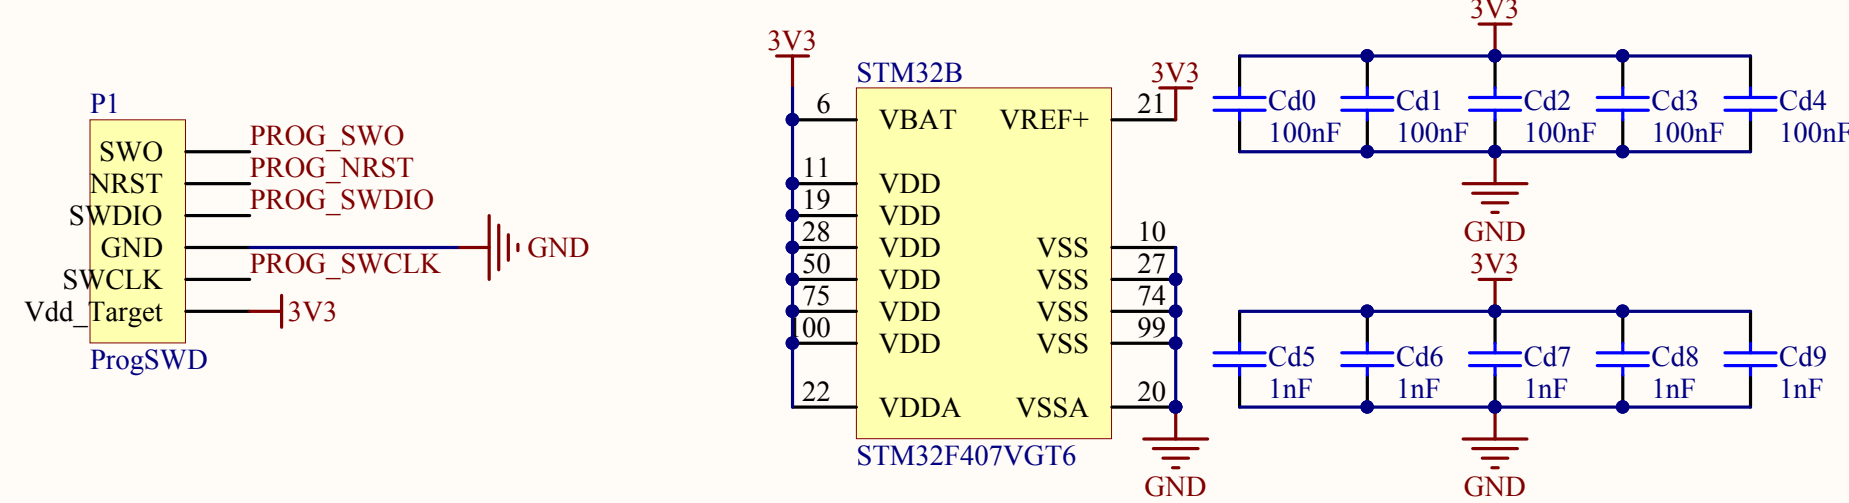 P1
SWO
NRST
SWDIO
GND
SWCLK
Vdd_Target
PROG_SWO
PROG_NRST
PROG_SWDIO
GND
PROG_SWCLK
3V3
ProgSWD
3V3
STM32B
6 VBAT
11 VDD
19 VDD
28 VDD
50 VDD
75 VDD
00 VDD
22 VDDA
3V3
VREF+ 21
VSS 10
VSS 27
VSS 74
VSS 99
VSSA 20
STM32F407VGT6
GND
3V3
Cd0
100nF
Cd1
100nF
Cd2
100nF
Cd3
100nF
Cd4
100nF
GND
3V3
Cd5
1nF
Cd6
1nF
Cd7
1nF
Cd8
1nF
Cd9
1nF
GND